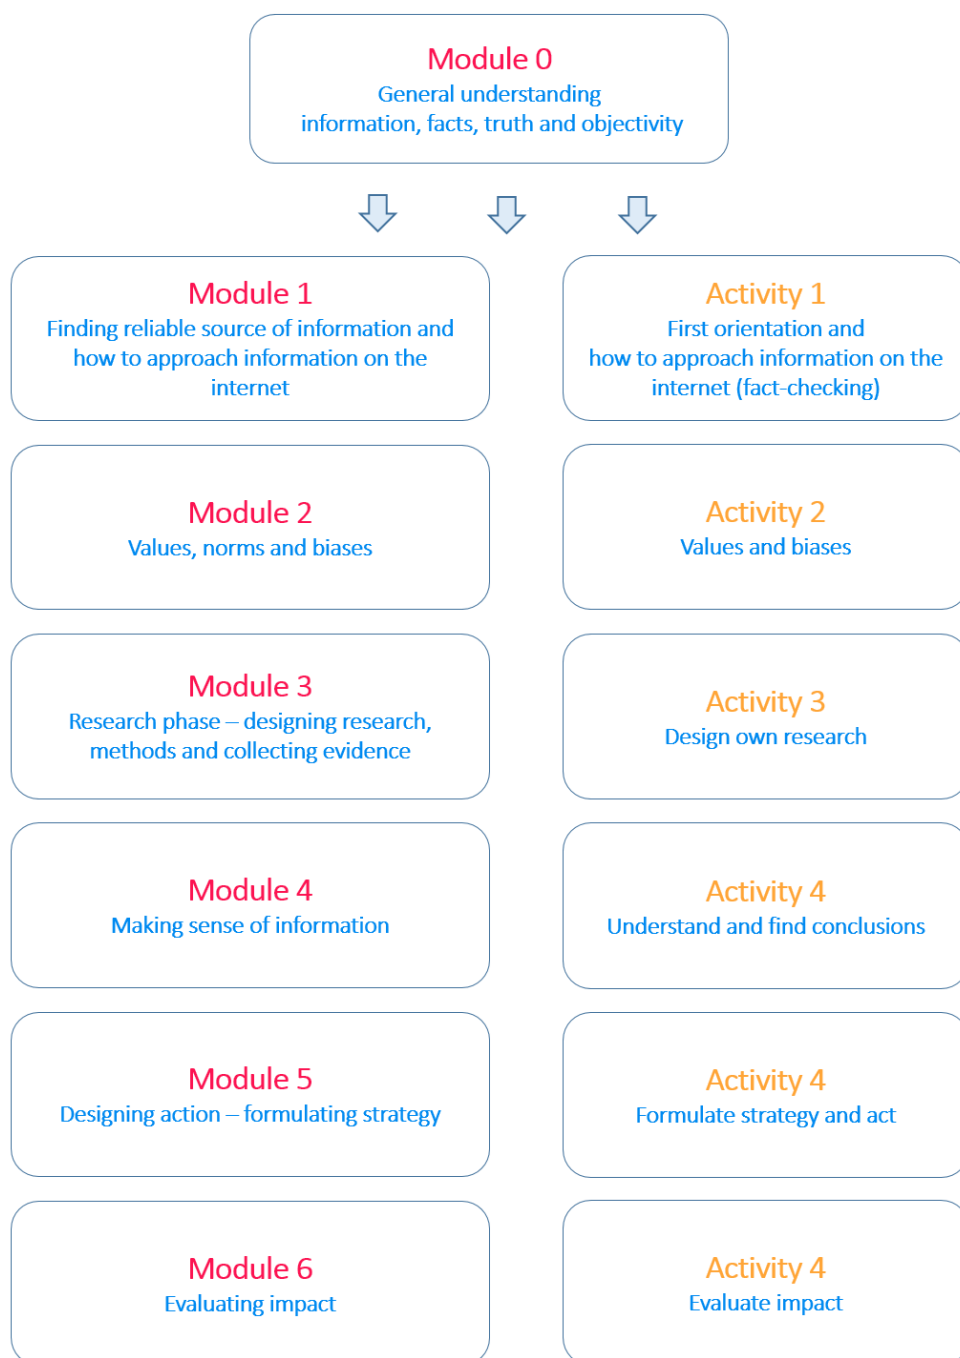 Module 0
General understanding
information, facts, truth and objectivity
Module 1
Finding reliable source of information and
how to approach information on the
internet
Activity 1
First orientation and
how to approach information on the
internet (fact-checking)
Module 2
Values, norms and biases
Activity 2
Values and biases
Module 3
Research phase – designing research,
methods and collecting evidence
Activity 3
Design own research
Module 4
Making sense of information
Activity 4
Understand and find conclusions
Module 5
Designing action – formulating strategy
Activity 4
Formulate strategy and act
Module 6
Evaluating impact
Activity 4
Evaluate impact